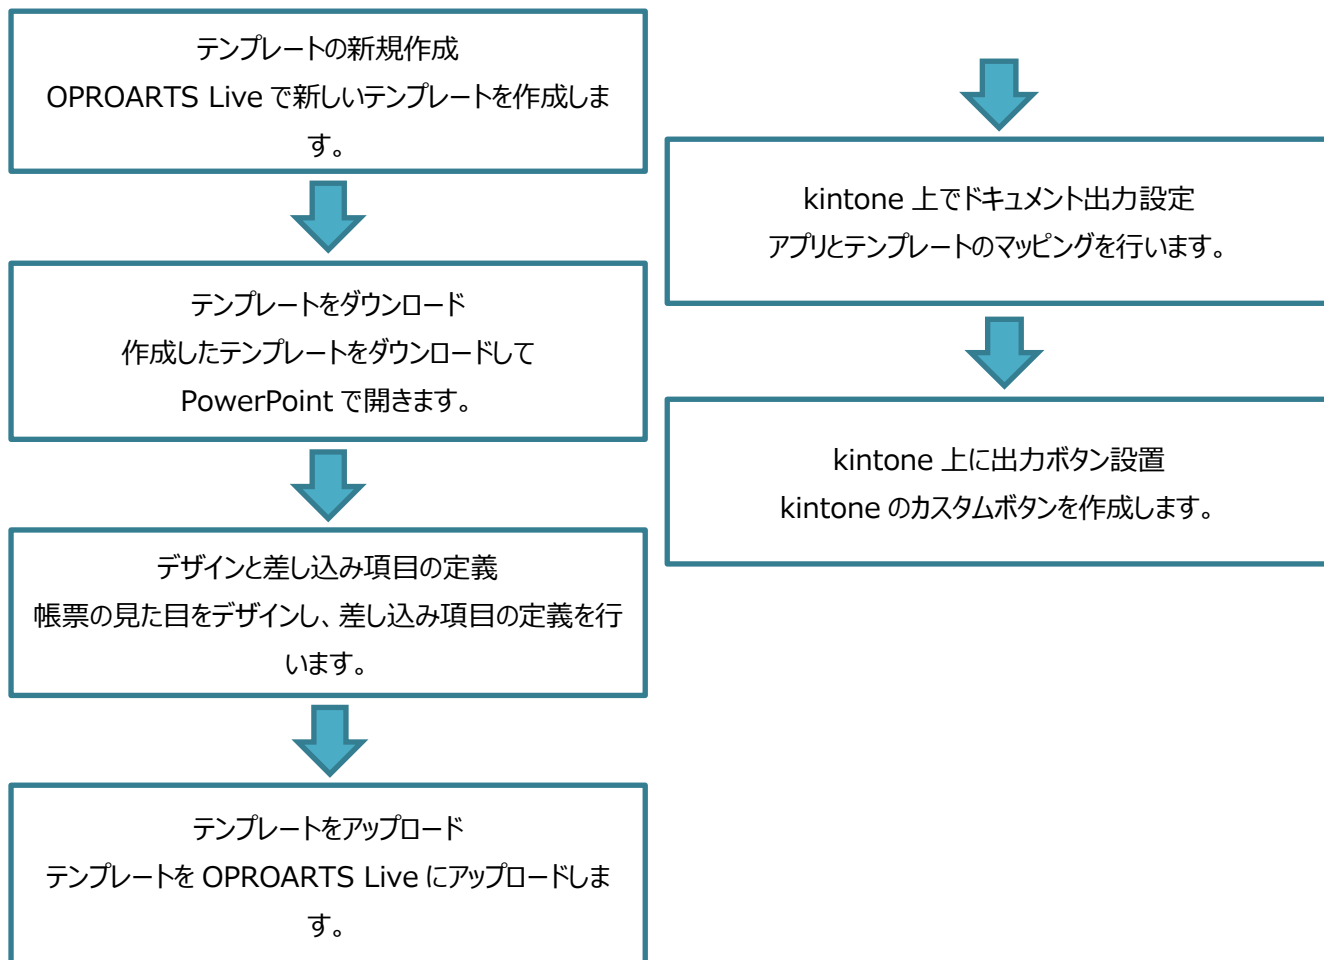 テンプレートの新規作成
OPROARTS Live で新しいテンプレートを作成しま
す。
テンプレートをダウンロード
作成したテンプレートをダウンロードして
PowerPoint で開きます。
デザインと差し込み項目の定義
帳票の見た目をデザインし、差し込み項目の定義を行
います。
テンプレートをアップロード
テンプレートを OPROARTS Live にアップロードしま
す。
kintone 上でドキュメント出力設定
アプリとテンプレートのマッピングを行います。
kintone 上に出力ボタン設置
kintone のカスタムボタンを作成します。